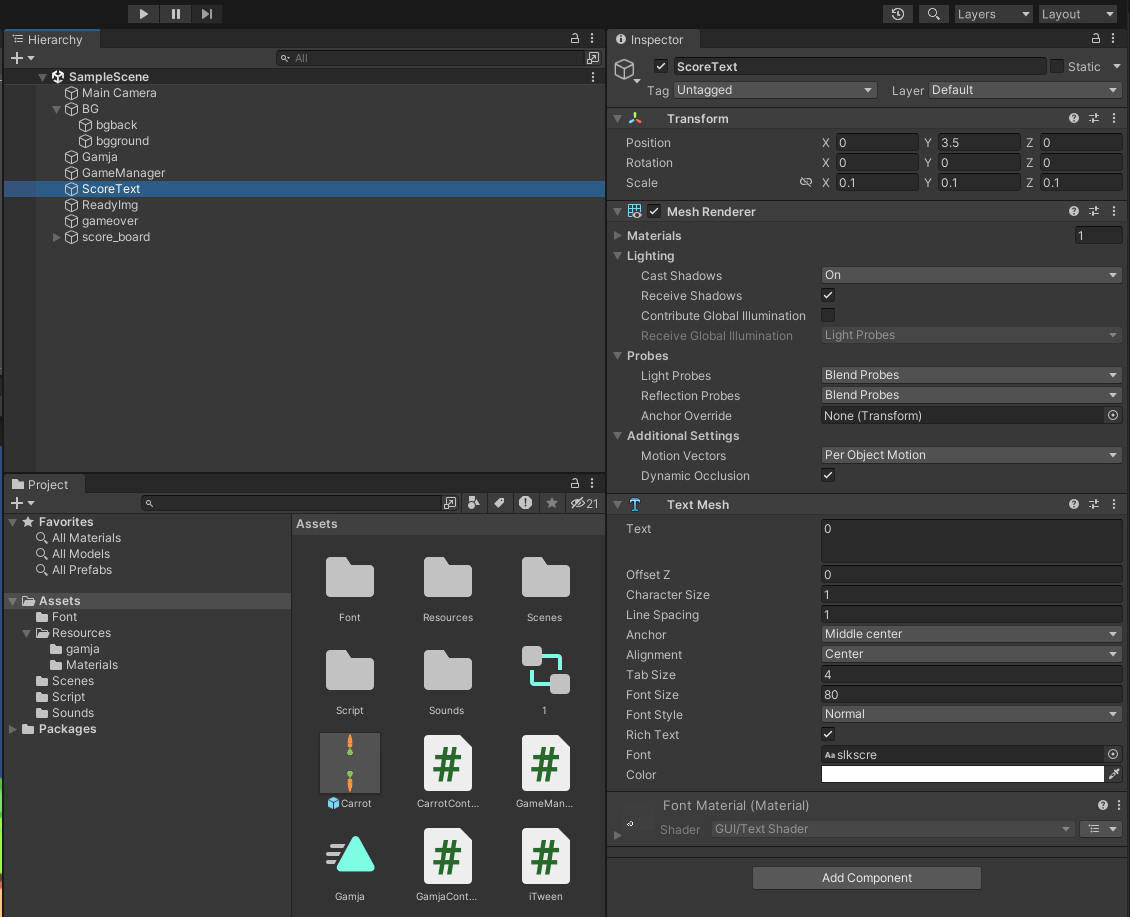 Layers
Layout
Hierarchy
All
SampleScene
Main Camera
BG
bgback
bgground
Gamja
GameManager
ScoreText
ReadyImg
gameover
score_board
Project
21
Favorites
All Materials
All Models
All Prefabs
Assets
Font
Resources
gamja
Materials
Scenes
Script
Sounds
Packages
Assets
Font
Resources
Scenes
Script
Sounds
1
Carrot
CarrotCont...
GameMan...
Gamja
GamjaCont...
iTween
Inspector
ScoreText
Static
Tag Untagged Layer Default
Transform
Position X 0 Y 3.5 Z 0
Rotation X 0 Y 0 Z 0
Scale X 0.1 Y 0.1 Z 0.1
Mesh Renderer
Materials 1
Lighting
Cast Shadows On
Receive Shadows
Contribute Global Illumination
Receive Global Illumination Light Probes
Probes
Light Probes Blend Probes
Reflection Probes Blend Probes
Anchor Override None (Transform)
Additional Settings
Motion Vectors Per Object Motion
Dynamic Occlusion
Text Mesh
Text 0
Offset Z 0
Character Size 1
Line Spacing 1
Anchor Middle center
Alignment Center
Tab Size 4
Font Size 80
Font Style Normal
Rich Text
Font Aa slkscre
Color
Font Material (Material)
Shader GUI/Text Shader
Add Component